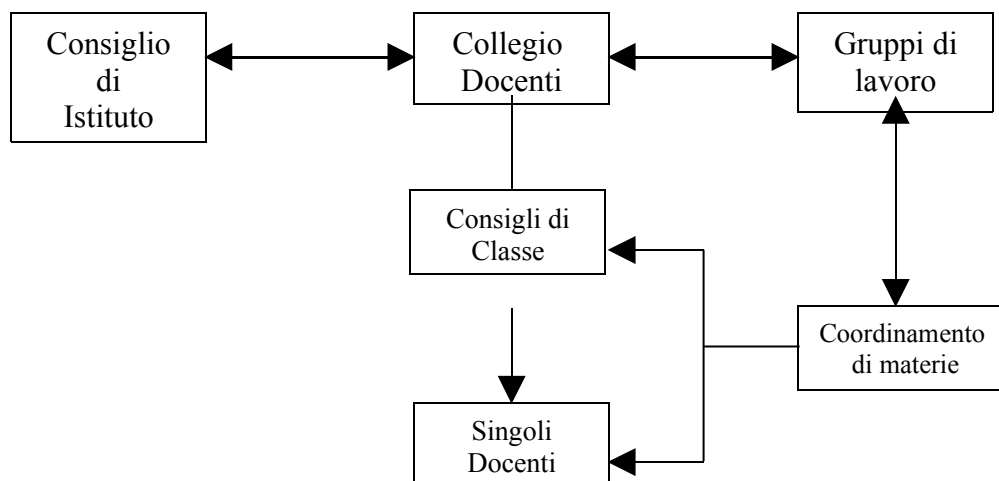 Consiglio
di
Istituto
Collegio
Docenti
Gruppi di
lavoro
Consigli di
Classe
Coordinamento
di materie
Singoli
Docenti